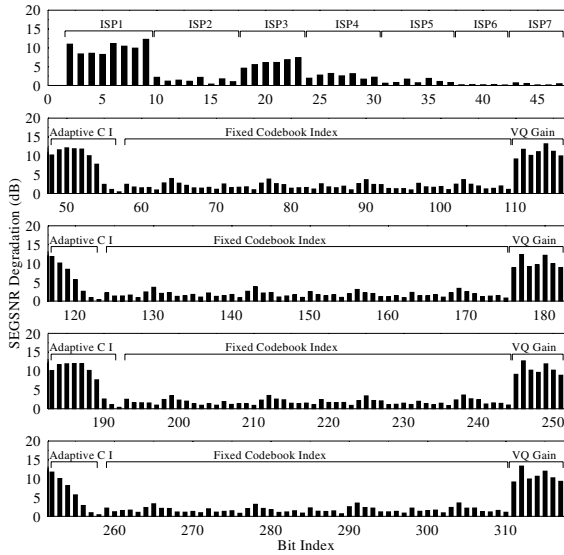 20 ISP1 ISP2 ISP3 ISP4 ISP5 ISP6 ISP7
15
10
5
0
0 5 10 15 20 25 30 35 40 45
20 Adaptive C I Fixed Codebook Index VQ Gain
15
10
5
0
50 60 70 80 90 100 110
SEGSNR Degradation (dB)
20 Adaptive C I Fixed Codebook Index VQ Gain
15
10
5
0
120 130 140 150 160 170 180
20 Adaptive C I Fixed Codebook Index VQ Gain
15
10
5
0
190 200 210 220 230 240 250
20 Adaptive C I Fixed Codebook Index VQ Gain
15
10
5
0
260 270 280 290 300 310
Bit Index